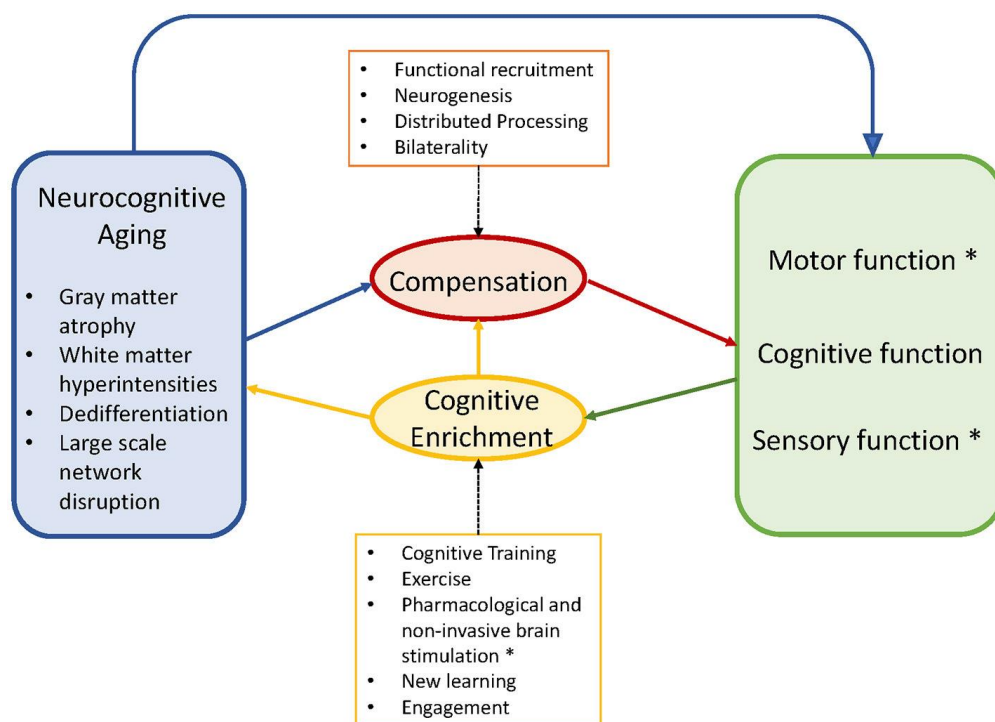 • Functional recruitment
• Neurogenesis
• Distributed Processing
• Bilaterality
Neurocognitive
Aging
• Gray matter
atrophy
• White matter
hyperintensities
• Dedifferentiation
• Large scale
network
disruption
Compensation
Cognitive
Enrichment
Motor function *
Cognitive function
Sensory function *
• Cognitive Training
• Exercise
• Pharmacological and
non-invasive brain
stimulation *
• New learning
• Engagement